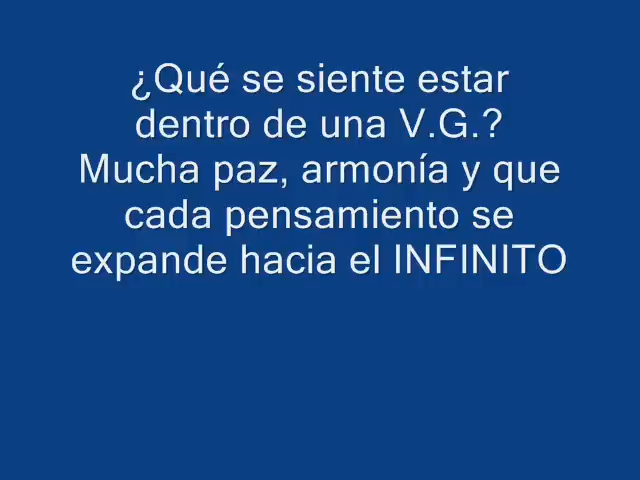 ¿Qué se siente estar
dentro de una V.G.?
Mucha paz, armonía y que
cada pensamiento se
expande hacia el INFINITO